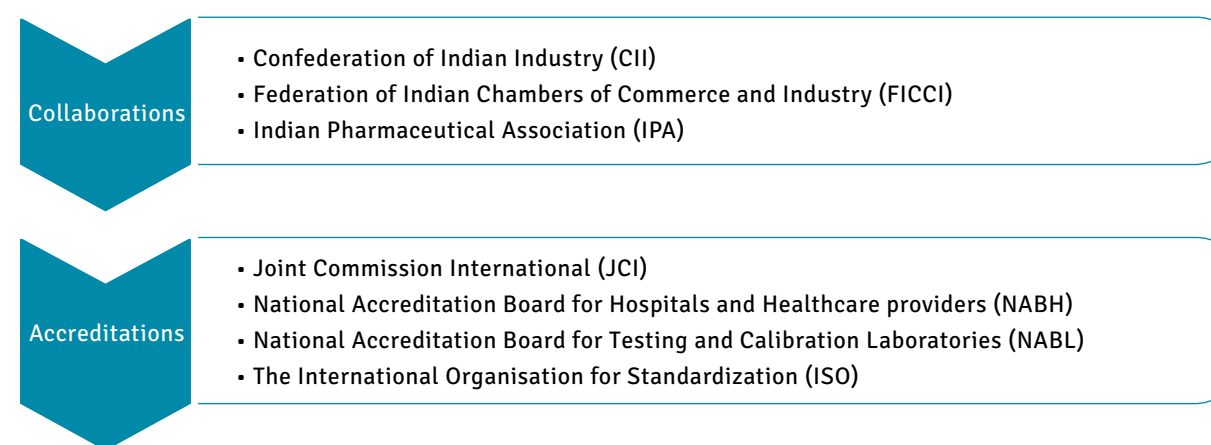 Collaborations
▪ Confederation of Indian Industry (CII)
▪ Federation of Indian Chambers of Commerce and Industry (FICCI)
▪ Indian Pharmaceutical Association (IPA)
Accreditations
▪ Joint Commission International (JCI)
▪ National Accreditation Board for Hospitals and Healthcare providers (NABH)
▪ National Accreditation Board for Testing and Calibration Laboratories (NABL)
▪ The International Organisation for Standardization (ISO)